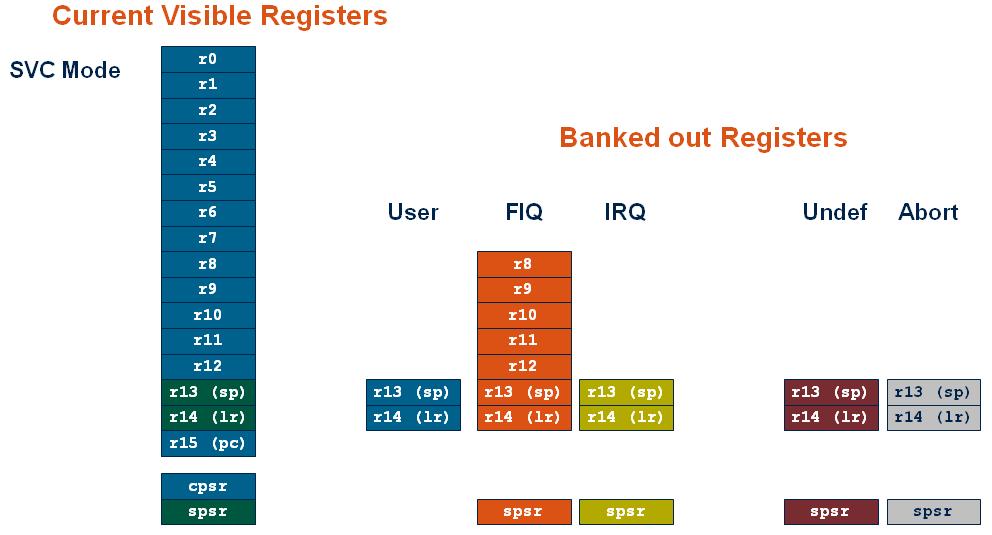 Current Visible Registers
SVC Mode
r0
r1
r2
r3
r4
r5
r6
r7
r8
r9
r10
r11
r12
r13 (sp)
r14 (lr)
r15 (pc)
cpsr
spsr
Banked out Registers
User
r13 (sp)
r14 (lr)
FIQ
r8
r9
r10
r11
r12
r13 (sp)
r14 (lr)
spsr
IRQ
r13 (sp)
r14 (lr)
spsr
Undef
r13 (sp)
r14 (lr)
spsr
Abort
r13 (sp)
r14 (lr)
spsr